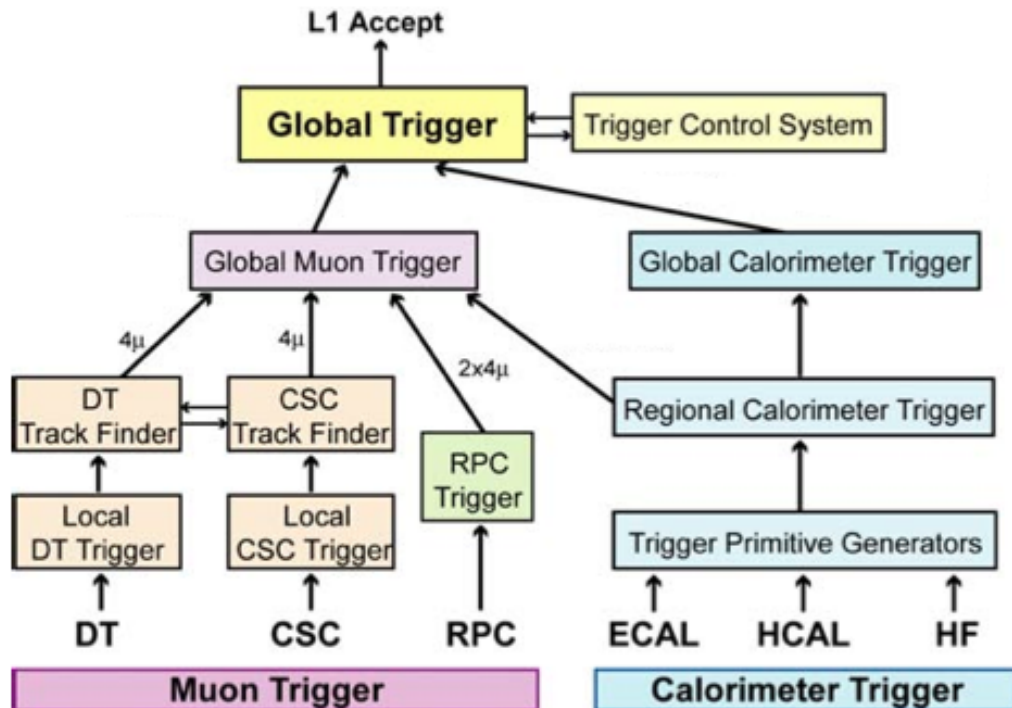 L1 Accept
Global Trigger
Trigger Control System
Global Muon Trigger
Global Calorimeter Trigger
4μ
4μ
2x4μ
DT
Track Finder
CSC
Track Finder
Regional Calorimeter Trigger
RPC
Trigger
Local
DT Trigger
Local
CSC Trigger
Trigger Primitive Generators
DT
CSC
RPC
ECAL
HCAL
HF
Muon Trigger
Calorimeter Trigger